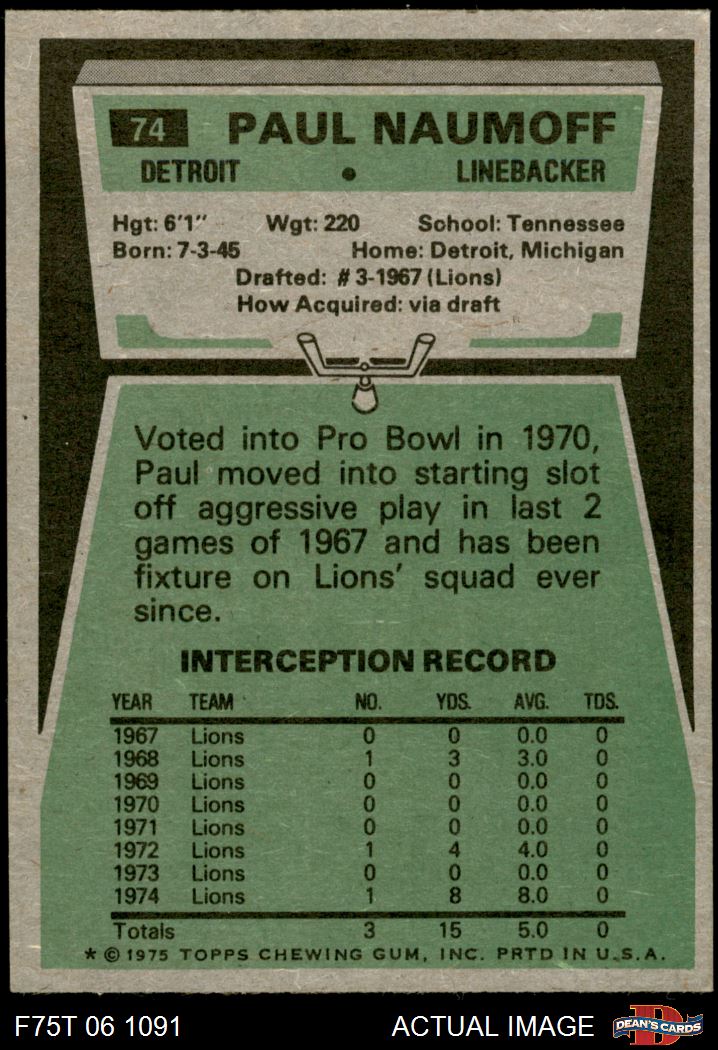 74 PAUL NAUMOFF
DETROIT • LINEBACKER
Hgt: 6'1" Wgt: 220 School: Tennessee
Born: 7-3-45 Home: Detroit, Michigan
Drafted: #3-1967 (Lions)
How Acquired: via draft
Voted into Pro Bowl in 1970,
Paul moved into starting slot
off aggressive play in last 2
games of 1967 and has been
fixture on Lions' squad ever
since.
INTERCEPTION RECORD
YEAR TEAM NO. YDS. AVG. TDS.
1967 Lions 0 0 0.0 0
1968 Lions 1 3 3.0 0
1969 Lions 0 0 0.0 0
1970 Lions 0 0 0.0 0
1971 Lions 0 0 0.0 0
1972 Lions 1 4 4.0 0
1973 Lions 0 0 0.0 0
1974 Lions 1 8 8.0 0
Totals 3 15 5.0 0
* © 1975 TOPPS CHEWING GUM, INC. PRTD IN U.S.A.
F75T 06 1091 ACTUAL IMAGE D DEAN'S CARDS